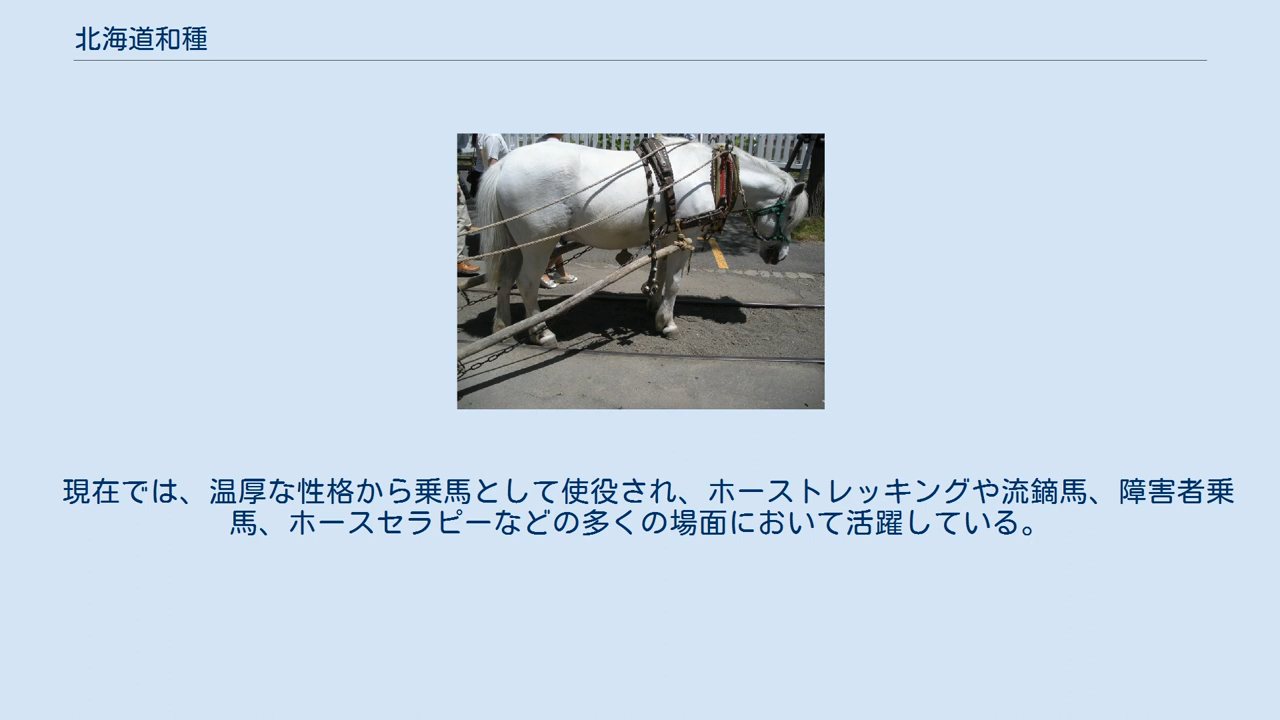 北海道和種
現在では、温厚な性格から乗馬として使役され、ホーストレッキングや流鏑馬、障害者乗
馬、ホースセラピーなどの多くの場面において活躍している。